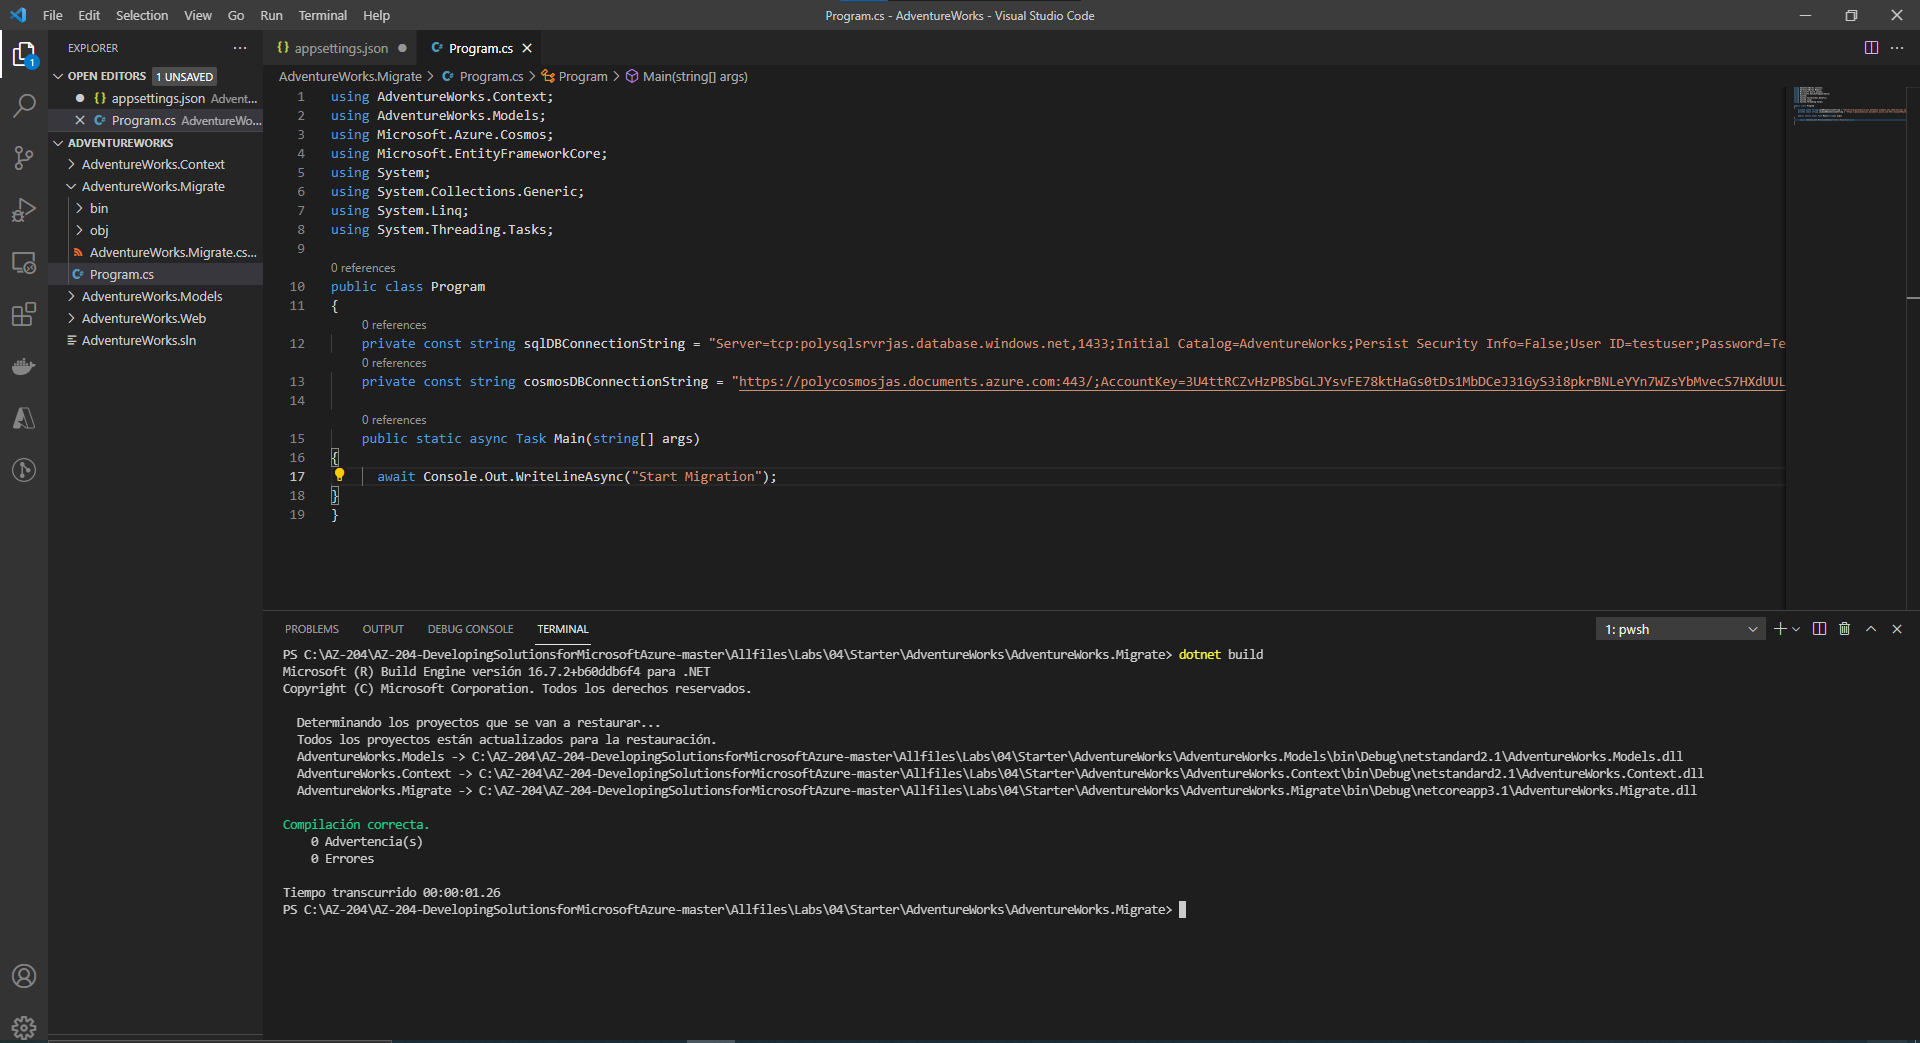 File Edit Selection View Go Run Terminal Help
Program.cs - AdventureWorks - Visual Studio Code
1
EXPLORER
OPEN EDITORS 1 UNSAVED
appsettings.json Advent...
Program.cs AdventureWo...
ADVENTUREWORKS
AdventureWorks.Context
AdventureWorks.Migrate
bin
obj
AdventureWorks.Migrate.cs...
Program.cs
AdventureWorks.Models
AdventureWorks.Web
AdventureWorks.sln
appsettings.json
Program.cs
AdventureWorks.Migrate > Program.cs > Program > Main(string[] args)
1 using AdventureWorks.Context;
2 using AdventureWorks.Models;
3 using Microsoft.Azure.Cosmos;
4 using Microsoft.EntityFrameworkCore;
5 using System;
6 using System.Collections.Generic;
7 using System.Linq;
8 using System.Threading.Tasks;
9
0 references
10 public class Program
11 {
0 references
12 private const string sqlDBConnectionString = "Server=tcp:polysqlsrvrjas.database.windows.net,1433;Initial Catalog=AdventureWorks;Persist Security Info=False;User ID=testuser;Password=Te
0 references
13 private const string cosmosDBConnectionString = "https://polycosmosjas.documents.azure.com:443/;AccountKey=3U4ttRCZvHzPBSbGLJYsvFE78ktHaGs0tDs1MbDCeJ31GyS3i8pkrBNLeYYn7WZsYbMvecS7HXdUUL
14
0 references
15 public static async Task Main(string[] args)
16 {
17 await Console.Out.WriteLineAsync("Start Migration");
18 }
19 }
PROBLEMS OUTPUT DEBUG CONSOLE TERMINAL
1: pwsh
PS C:\AZ-204\AZ-204-DevelopingSolutionsforMicrosoftAzure-master\Allfiles\Labs\04\Starter\AdventureWorks\AdventureWorks.Migrate> dotnet build
Microsoft (R) Build Engine versión 16.7.2+b60ddb6f4 para .NET
Copyright (C) Microsoft Corporation. Todos los derechos reservados.
Determinando los proyectos que se van a restaurar...
Todos los proyectos están actualizados para la restauración.
AdventureWorks.Models -> C:\AZ-204\AZ-204-DevelopingSolutionsforMicrosoftAzure-master\Allfiles\Labs\04\Starter\AdventureWorks\AdventureWorks.Models\bin\Debug\netstandard2.1\AdventureWorks.Models.dll
AdventureWorks.Context -> C:\AZ-204\AZ-204-DevelopingSolutionsforMicrosoftAzure-master\Allfiles\Labs\04\Starter\AdventureWorks\AdventureWorks.Context\bin\Debug\netstandard2.1\AdventureWorks.Context.dll
AdventureWorks.Migrate -> C:\AZ-204\AZ-204-DevelopingSolutionsforMicrosoftAzure-master\Allfiles\Labs\04\Starter\AdventureWorks\AdventureWorks.Migrate\bin\Debug\netcoreapp3.1\AdventureWorks.Migrate.dll
Compilación correcta.
0 Advertencia(s)
0 Errores
Tiempo transcurrido 00:00:01.26
PS C:\AZ-204\AZ-204-DevelopingSolutionsforMicrosoftAzure-master\Allfiles\Labs\04\Starter\AdventureWorks\AdventureWorks.Migrate>